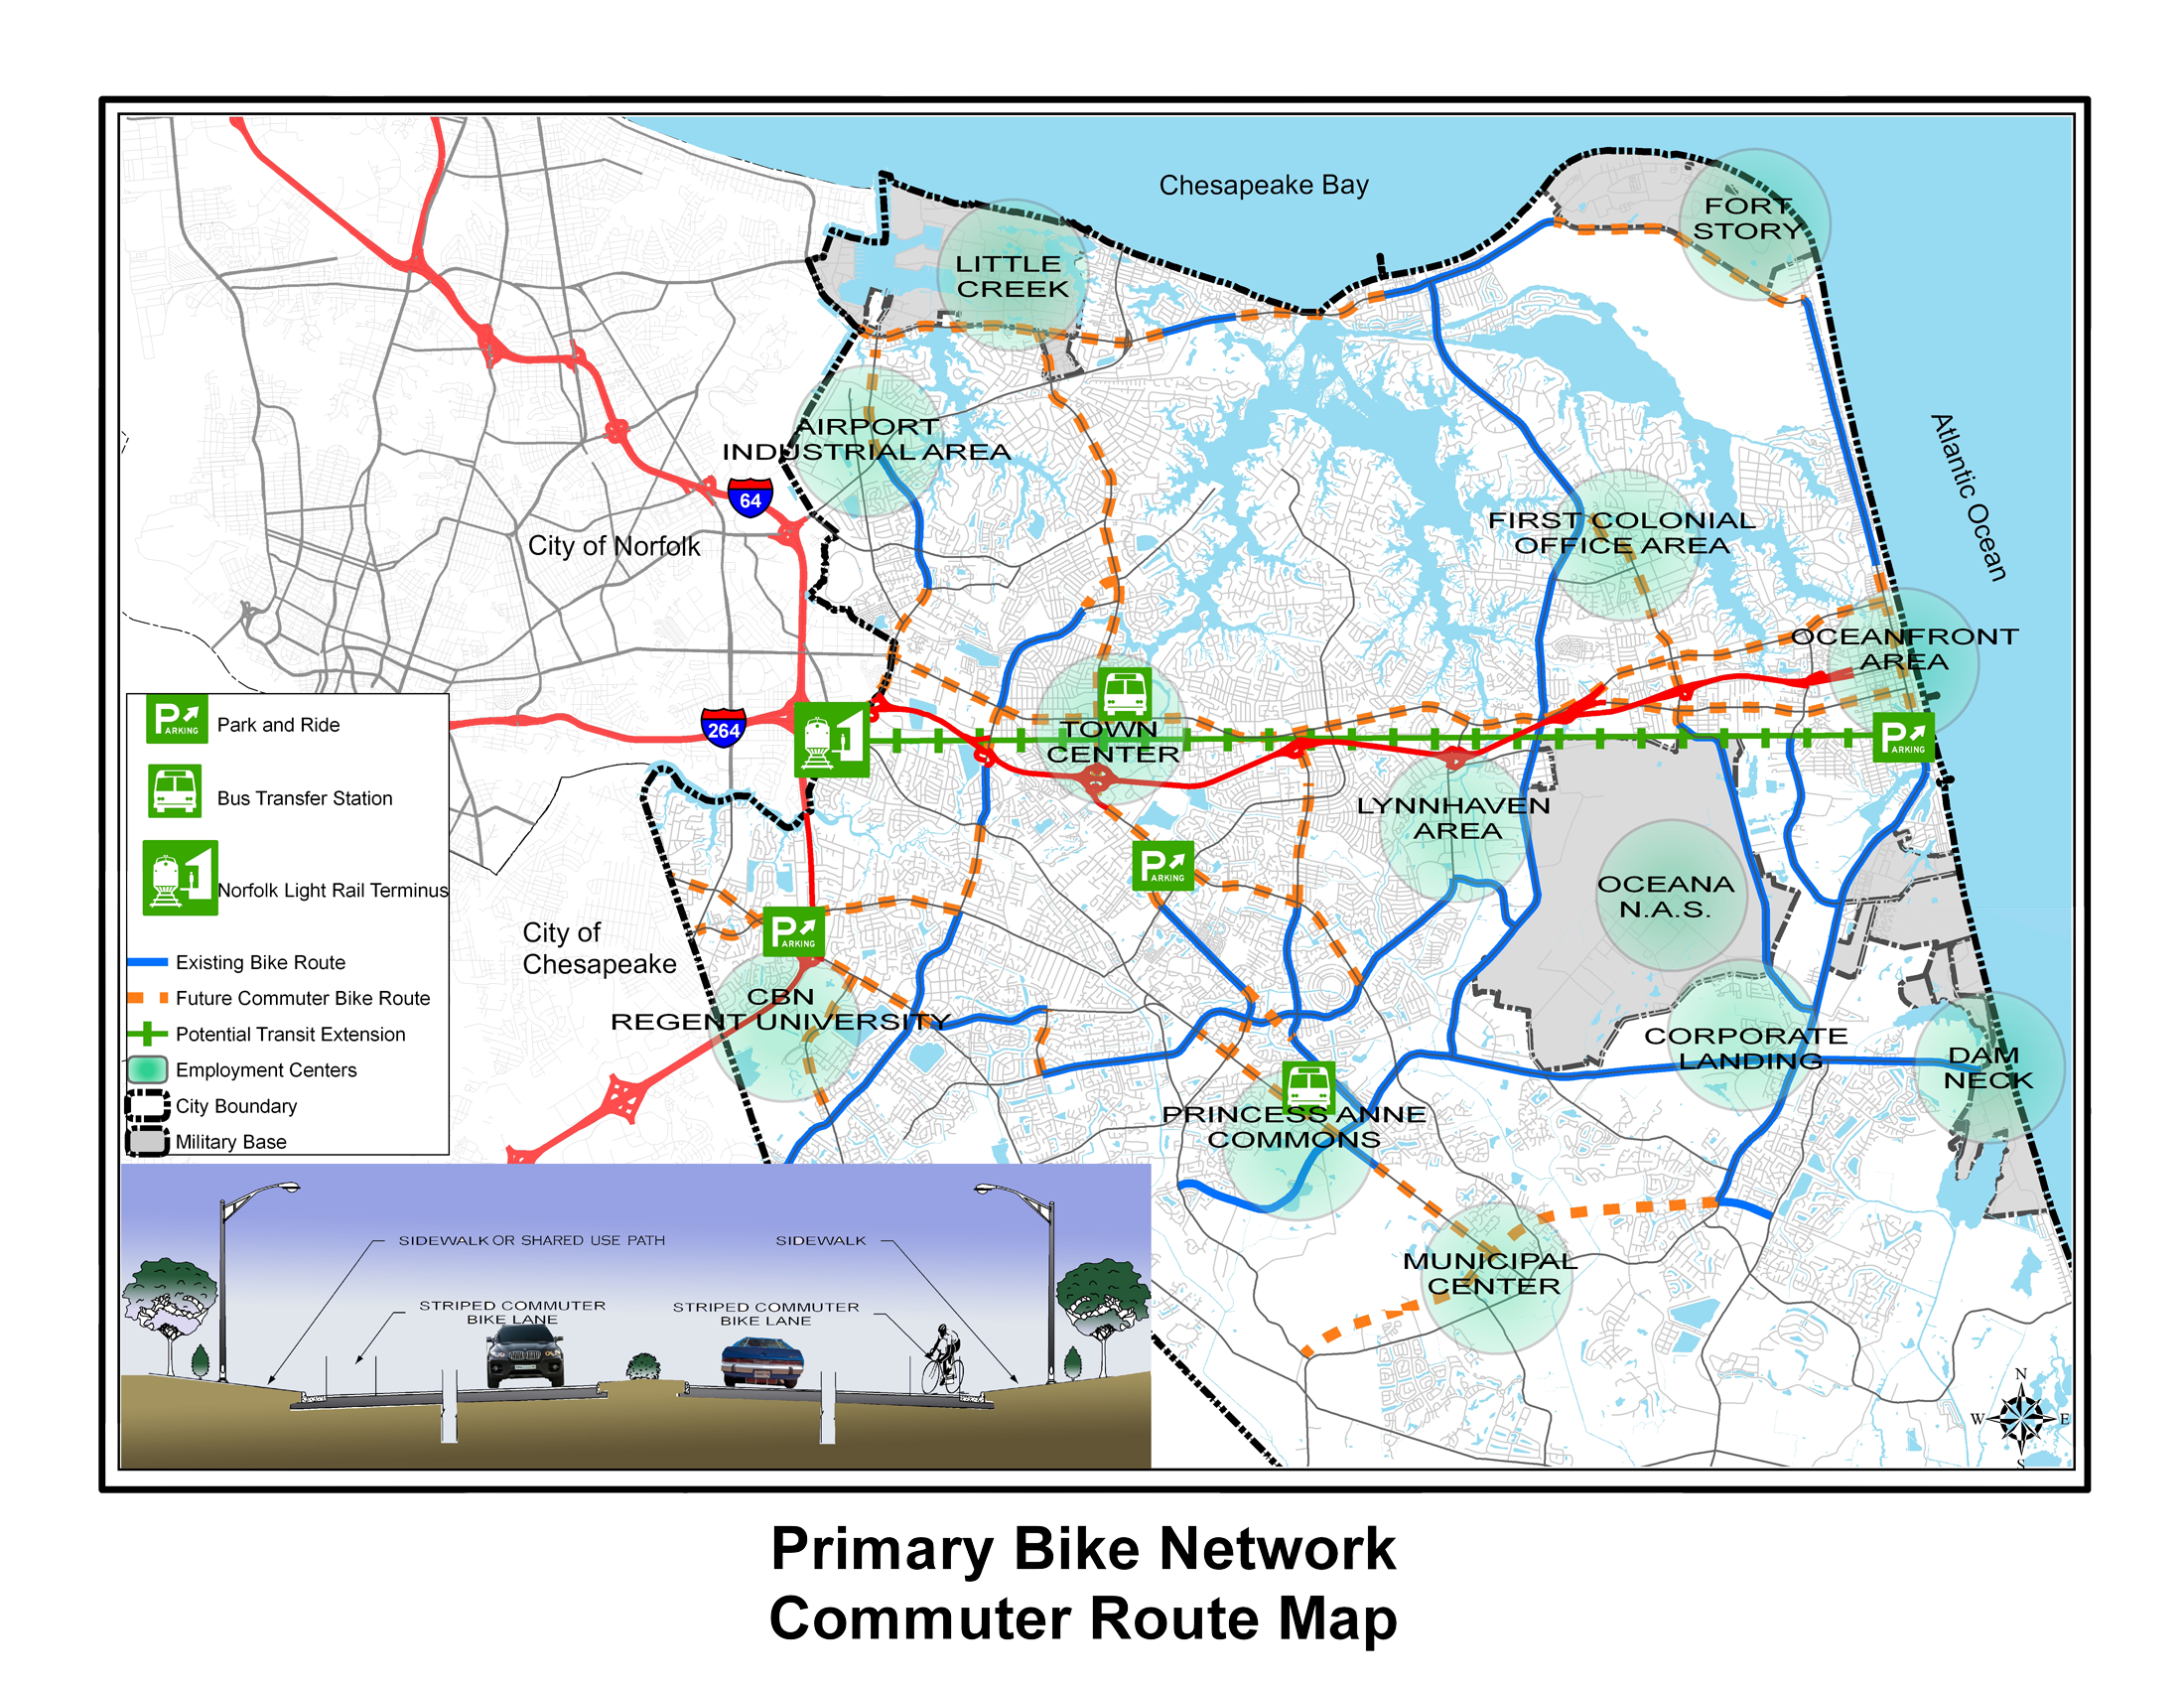 Chesapeake Bay
FORT
STORY
LITTLE
CREEK
AIRPORT
INDUSTRIAL AREA
64
City of Norfolk
Atlantic Ocean
FIRST COLONIAL
OFFICE AREA
OCEANFRONT
AREA
264
TOWN
CENTER
P
ARKING
LYNNHAVEN
AREA
P
ARKING
OCEANA
N.A.S.
P
ARKING
City of
Chesapeake
CBN
REGENT UNIVERSITY
CORPORATE
LANDING
DAM
NECK
PRINCESS ANNE
COMMONS
MUNICIPAL
CENTER
P
ARKING
Park and Ride
Bus Transfer Station
Norfolk Light Rail Terminus
Existing Bike Route
Future Commuter Bike Route
Potential Transit Extension
Employment Centers
City Boundary
Military Base
SIDEWALK OR SHARED USE PATH
SIDEWALK
STRIPED COMMUTER
BIKE LANE
STRIPED COMMUTER
BIKE LANE
N
W E
S
Primary Bike Network
Commuter Route Map